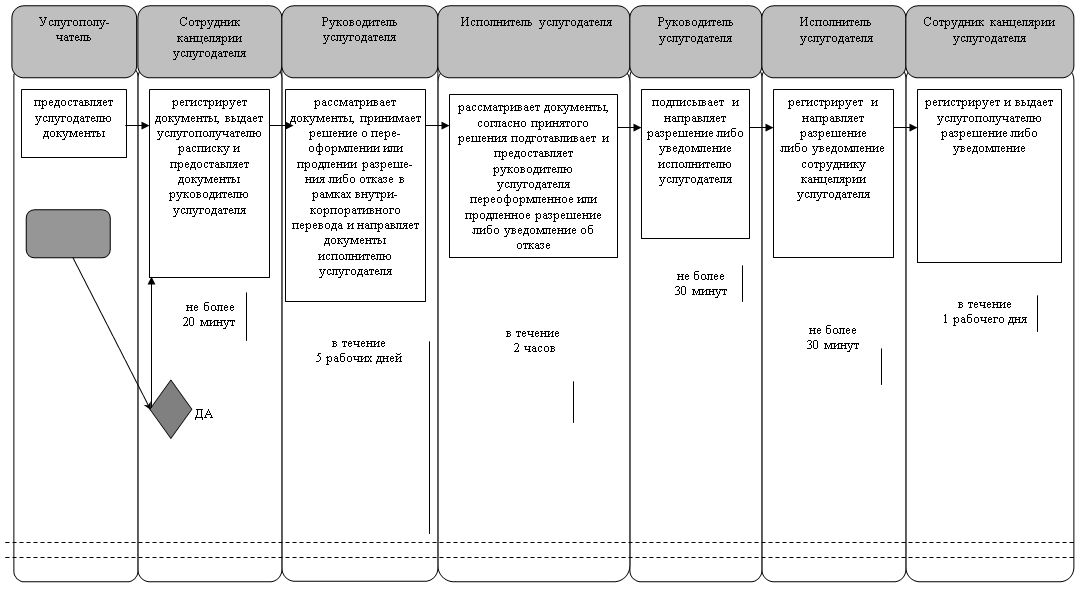 Услугополу-
чатель
Сотрудник
канцелярии
услугодателя
Руководитель
услугодателя
Исполнитель услугодателя
Руководитель
услугодателя
Исполнитель
услугодателя
Сотрудник канцелярии
услугодателя
предоставляет
услугодателю
документы
регистрирует
документы, выдает
услугополучателю
расписку и
предоставляет
документы
руководителю
услугодателя
рассматривает
документы, принимает
решение о пере-
оформлении или
продлении разреше-
ния либо отказе в
рамках внутри-
корпоративного
перевода и направляет
документы
исполнителю
услугодателя
рассматривает документы,
согласно принятого
решения подготавливает и
предоставляет
руководителю
услугодателя
переоформленное или
продленное разрешение
либо уведомление об
отказе
подписывает и
направляет
разрешение либо
уведомление
исполнителю
услугодателя
регистрирует и
направляет
разрешение
либо уведомление
сотруднику
канцелярии
услугодателя
регистрирует и выдает
услугополучателю
разрешение либо
уведомление
не более
20 минут
в течение
5 рабочих дней
в течение
2 часов
не более
30 минут
не более
30 минут
в течение
1 рабочего дня
ДА